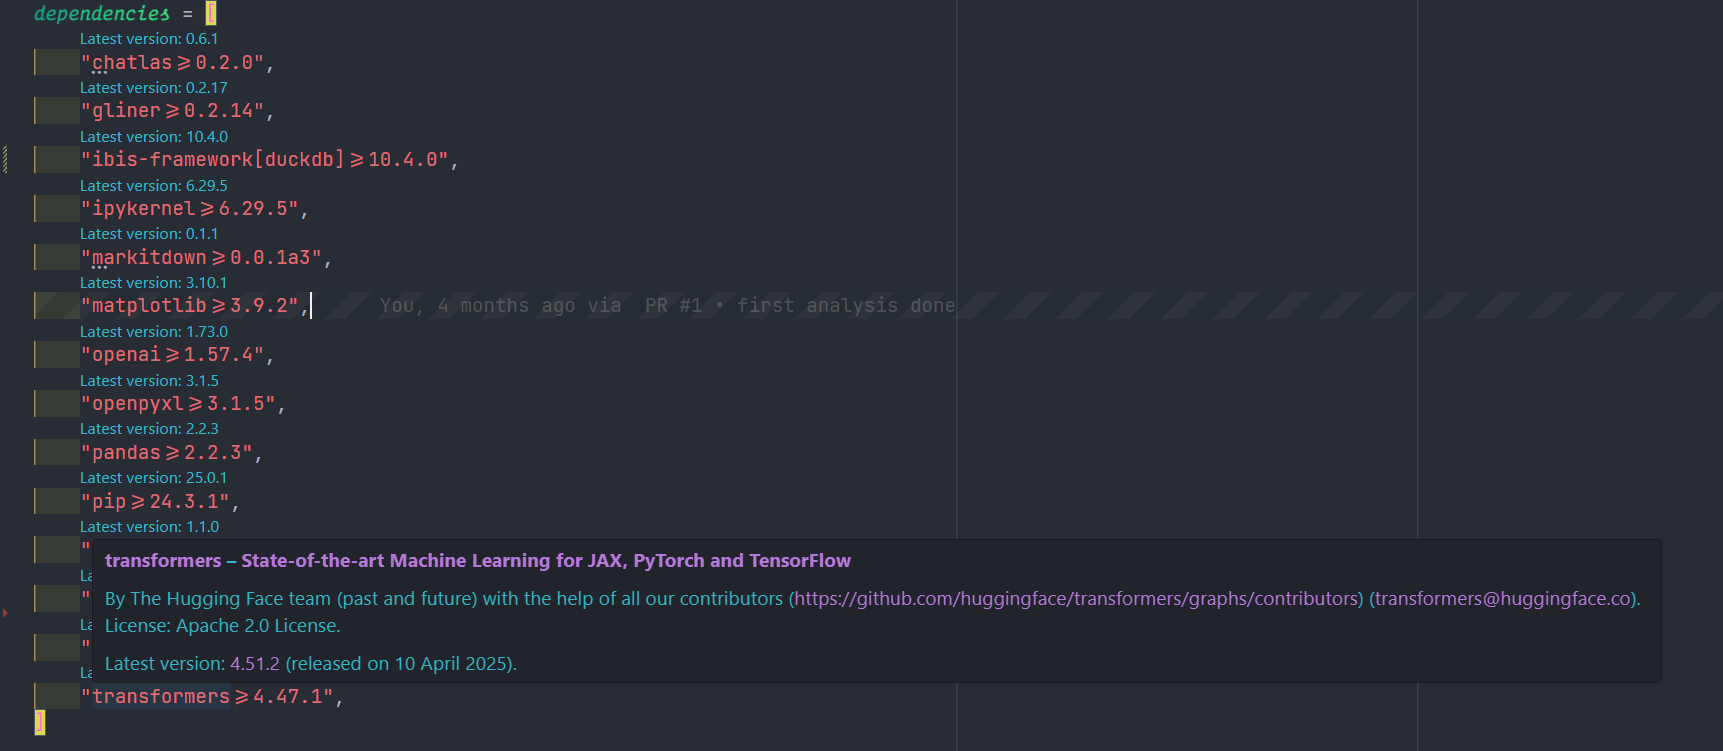 dependencies = [
Latest version: 0.6.1
"chatlas>=0.2.0",
Latest version: 0.2.17
"gliner>=0.2.14",
Latest version: 10.4.0
"ibis-framework[duckdb]>=10.4.0",
Latest version: 6.29.5
"ipykernel>=6.29.5",
Latest version: 0.1.1
"markitdown>=0.0.1a3",
Latest version: 3.10.1
"matplotlib>=3.9.2", You, 4 months ago via PR #1 • first analysis done
Latest version: 1.73.0
"openai>=1.57.4",
Latest version: 3.1.5
"openpyxl>=3.1.5",
Latest version: 2.2.3
"pandas>=2.2.3",
Latest version: 25.0.1
"pip>=24.3.1",
Latest version: 1.1.0
"
transformers – State-of-the-art Machine Learning for JAX, PyTorch and TensorFlow
La
" By The Hugging Face team (past and future) with the help of all our contributors (https://github.com/huggingface/transformers/graphs/contributors) (transformers@huggingface.co).
La License: Apache 2.0 License.
"
Latest version: 4.51.2 (released on 10 April 2025).
La
"transformers>=4.47.1",
]